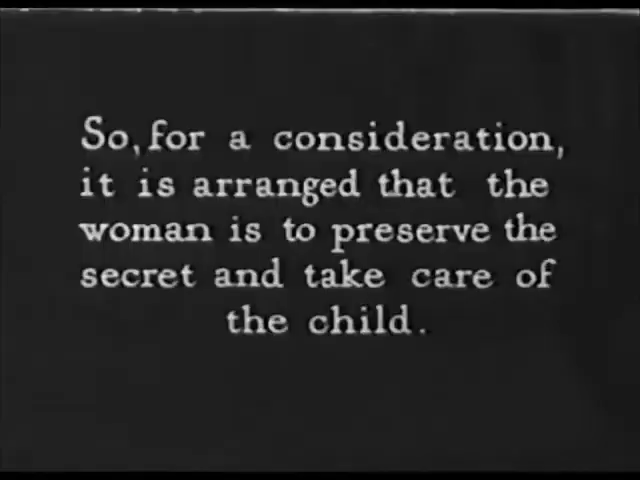 So, for a consideration,
it is arranged that the
woman is to preserve the
secret and take care of
the child.